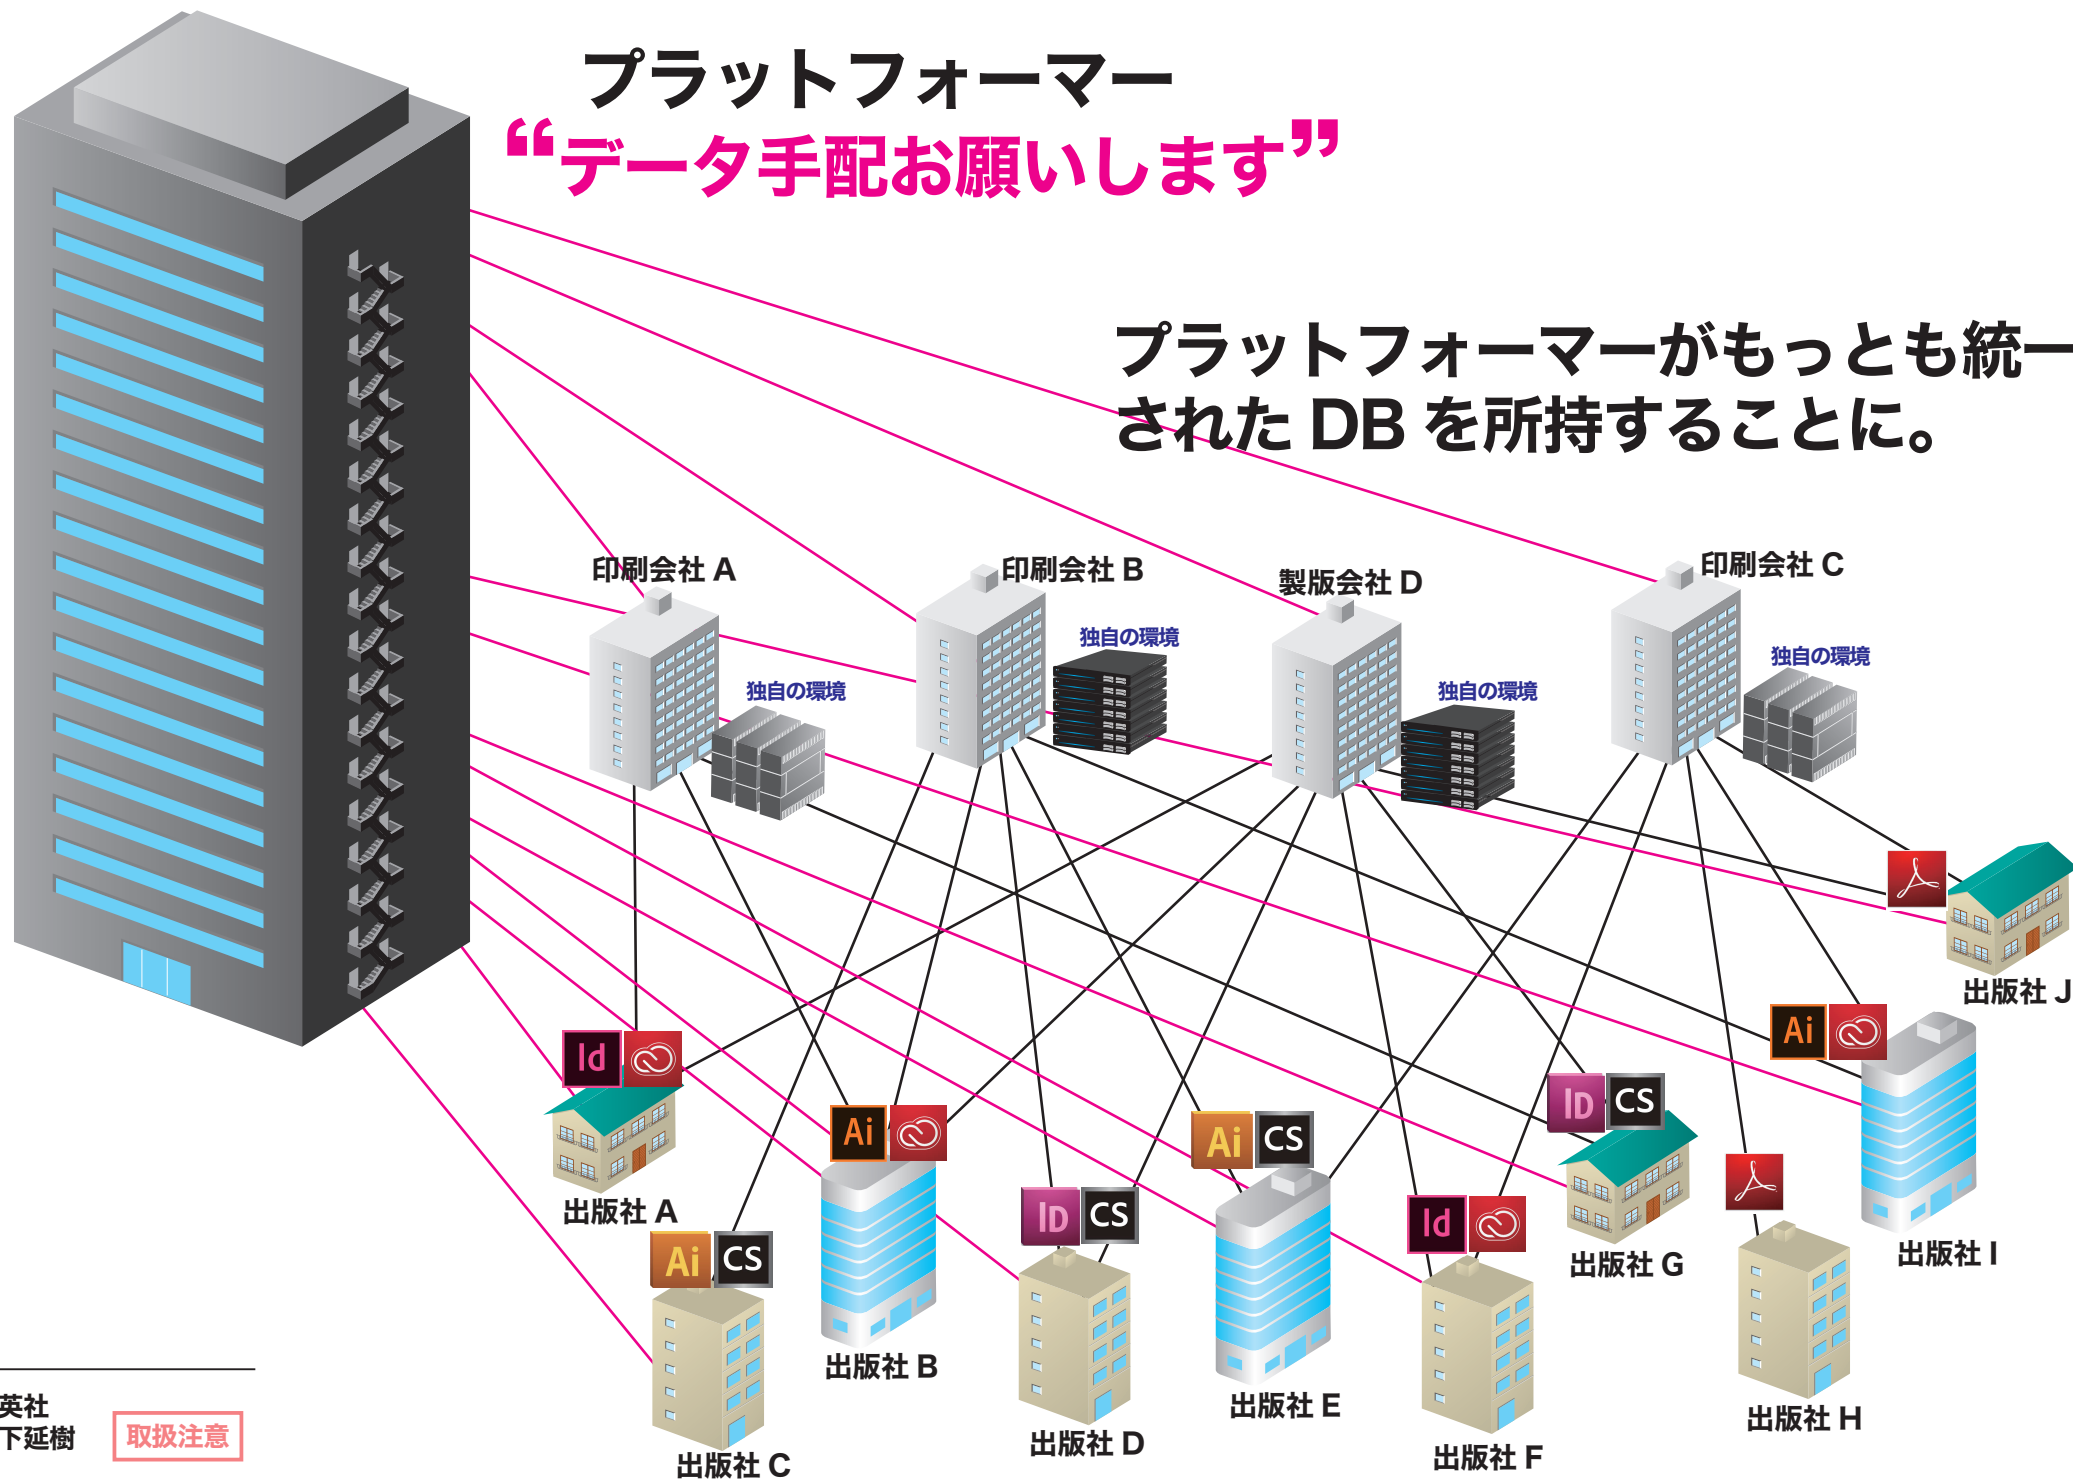 プラットフォーマー
“データ手配お願いします”
プラットフォーマーがもっとも統一
された DB を所持することに。
印刷会社 A
印刷会社 B
製版会社 D
印刷会社 C
独自の環境
独自の環境
独自の環境
独自の環境
出版社 J
Ai
Id
ID CS
出版社 I
Ai
Ai CS
出版社 A
ID CS
Id
出版社 G
Ai CS
出版社 B
出版社 E
出版社 H
出版社 D
出版社 F
出版社 C
英社
下延樹
取扱注意